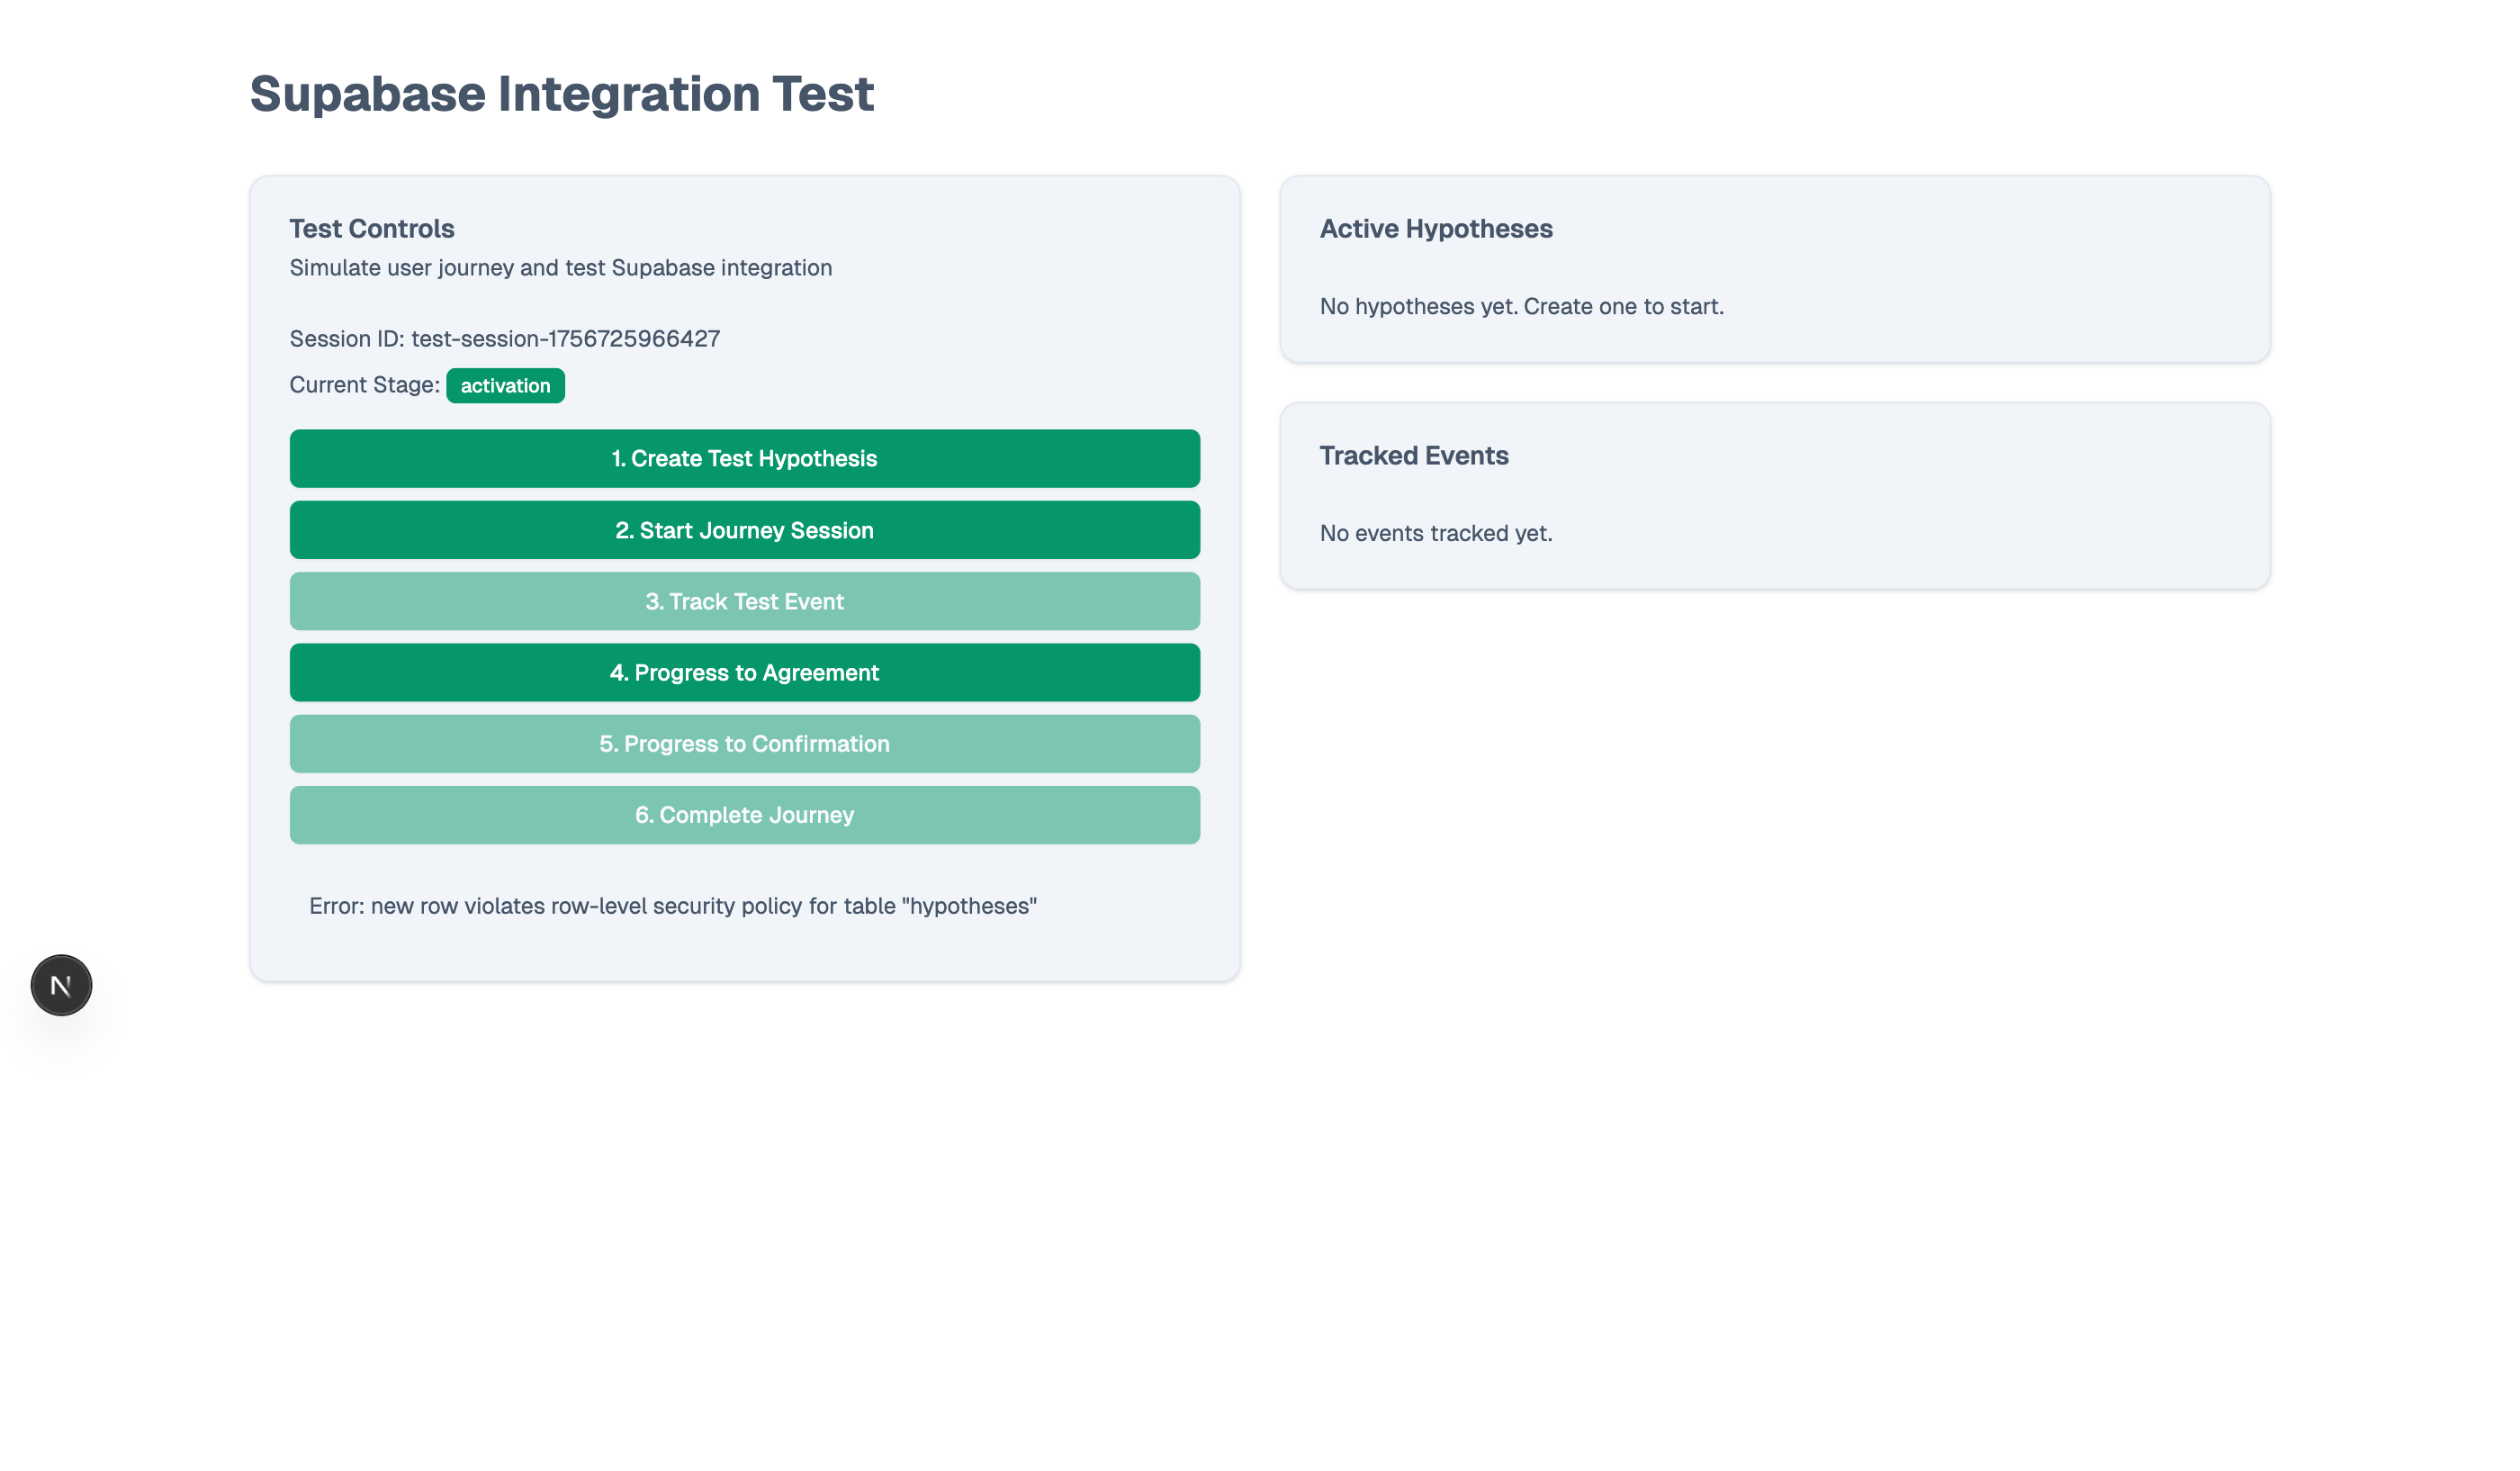 Supabase Integration Test
Test Controls
Simulate user journey and test Supabase integration
Session ID: test-session-1756725966427
Current Stage: activation
1. Create Test Hypothesis
2. Start Journey Session
3. Track Test Event
4. Progress to Agreement
5. Progress to Confirmation
6. Complete Journey
Error: new row violates row-level security policy for table "hypotheses"
Active Hypotheses
No hypotheses yet. Create one to start.
Tracked Events
No events tracked yet.
N